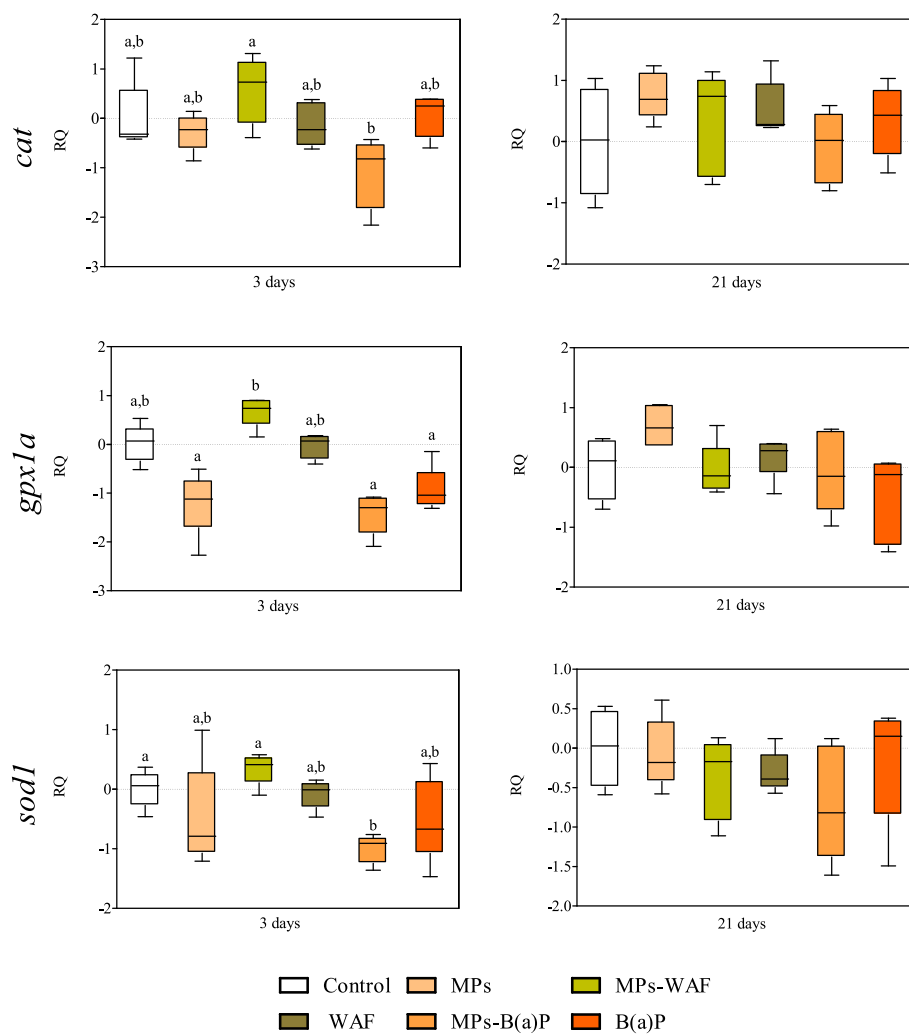 cat
RQ
2
1
0
-1
-2
-3
a,b
a,b
a
a,b
b
a,b
3 days
2
1
0
-1
-2
21 days
gpx1a
RQ
2
1
0
-1
-2
-3
a,b
a
b
a,b
a
a
3 days
RQ
2
1
0
-1
-2
21 days
sod1
RQ
2
1
0
-1
-2
a
a,b
a
a,b
b
a,b
3 days
RQ
1.0
0.5
0.0
-0.5
-1.0
-1.5
-2.0
21 days
Control MPs MPs-WAF
WAF MPs-B(a)P B(a)P